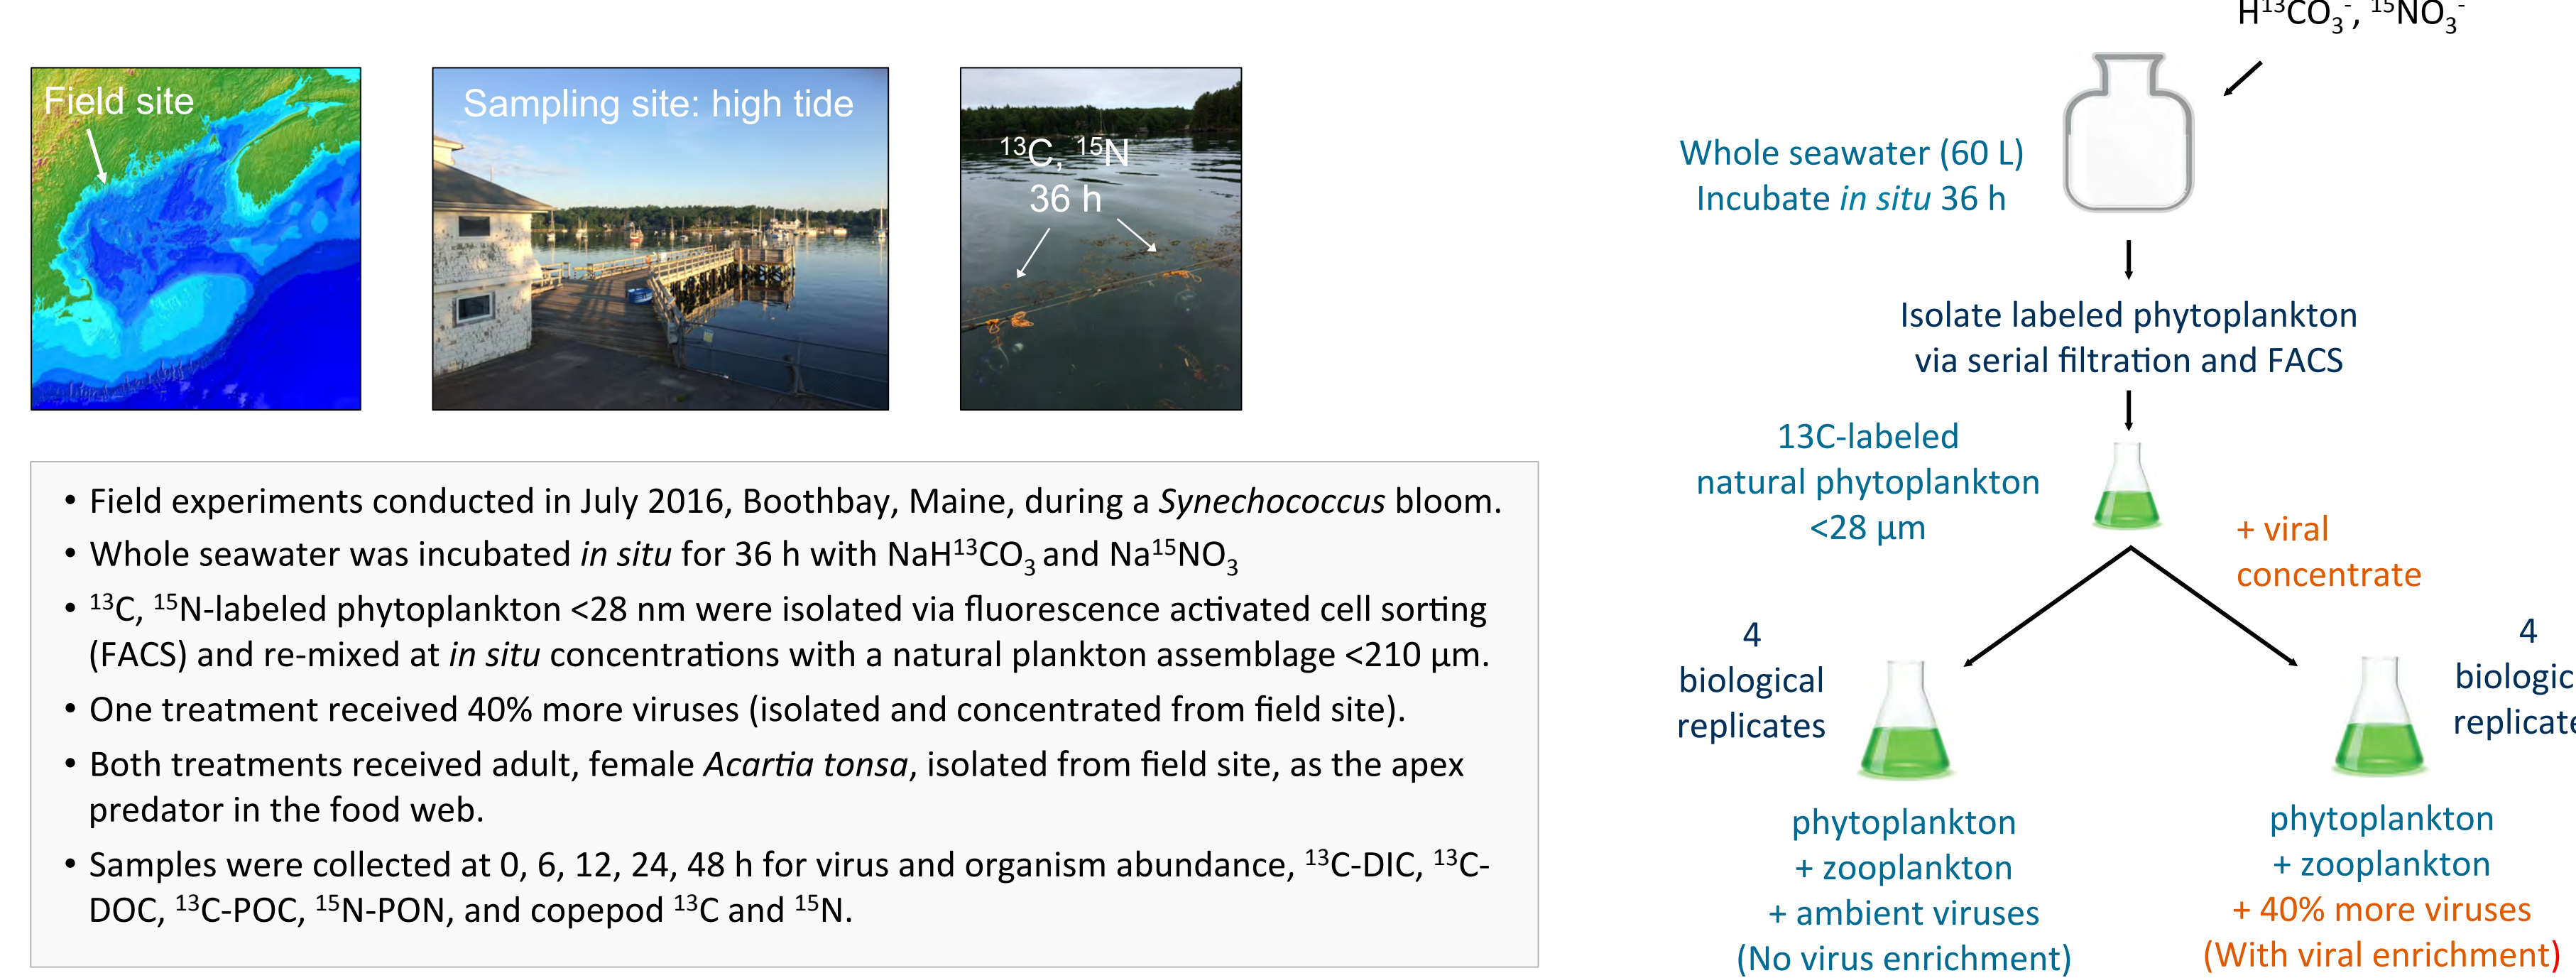 Field site
Sampling site: high tide
¹³C, ¹⁵N
36 h
• Field experiments conducted in July 2016, Boothbay, Maine, during a Synechococcus bloom.
• Whole seawater was incubated in situ for 36 h with NaH¹³CO₃ and Na¹⁵NO₃
• ¹³C, ¹⁵N-labeled phytoplankton <28 nm were isolated via fluorescence activated cell sorting
(FACS) and re-mixed at in situ concentrations with a natural plankton assemblage <210 µm.
• One treatment received 40% more viruses (isolated and concentrated from field site).
• Both treatments received adult, female Acartia tonsa, isolated from field site, as the apex
predator in the food web.
• Samples were collected at 0, 6, 12, 24, 48 h for virus and organism abundance, ¹³C-DIC, ¹³C-
DOC, ¹³C-POC, ¹⁵N-PON, and copepod ¹³C and ¹⁵N.
H¹³CO₃⁻, ¹⁵NO₃⁻
Whole seawater (60 L)
Incubate in situ 36 h
Isolate labeled phytoplankton
via serial filtration and FACS
13C-labeled
natural phytoplankton
<28 µm
+ viral
concentrate
4
biological
replicates
4
biologic
replicate
phytoplankton
+ zooplankton
+ ambient viruses
(No virus enrichment)
phytoplankton
+ zooplankton
+ 40% more viruses
(With viral enrichment)